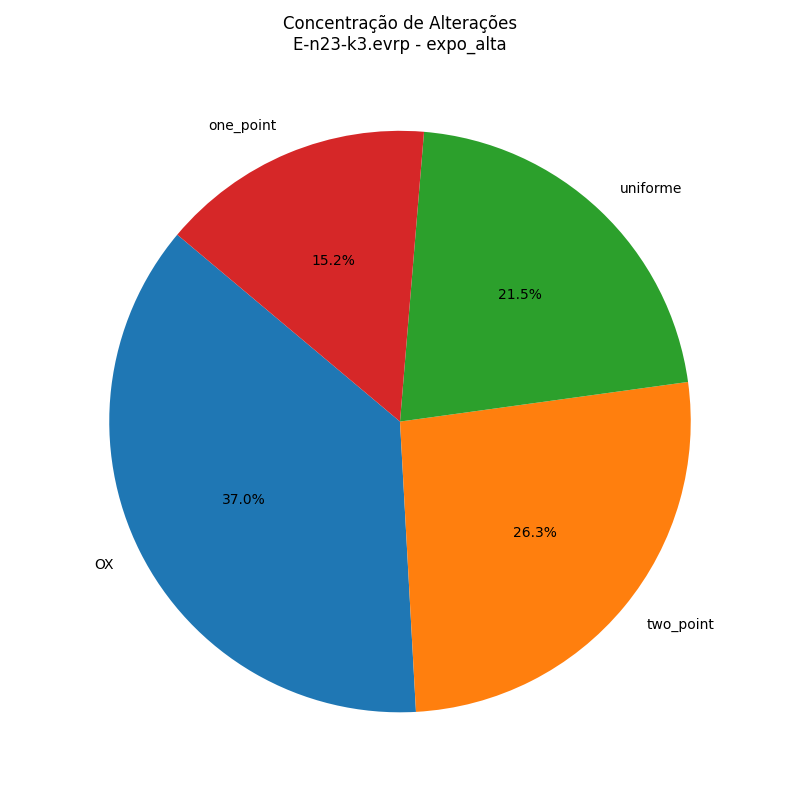 Concentração de Alterações
E-n23-k3.evrp - expo_alta
one_point
uniforme
15.2%
21.5%
37.0%
26.3%
OX
two_point